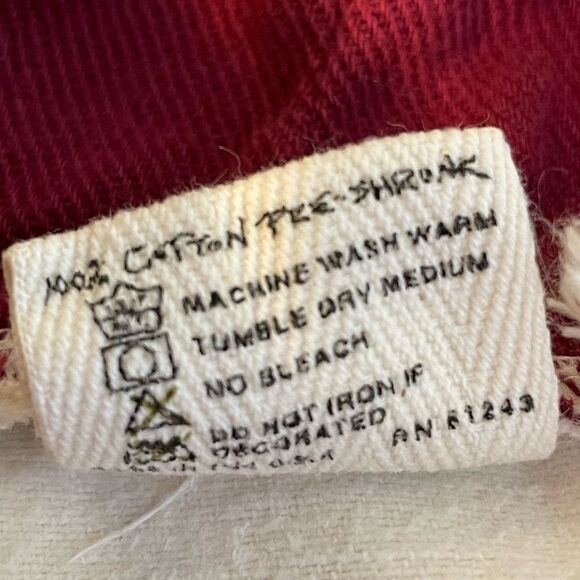 100% COTTON PRE-SHRUNK
MACHINE WASH WARM
TUMBLE DRY MEDIUM
NO BLEACH
DO NOT IRON IF
DECORATED
RN 61243